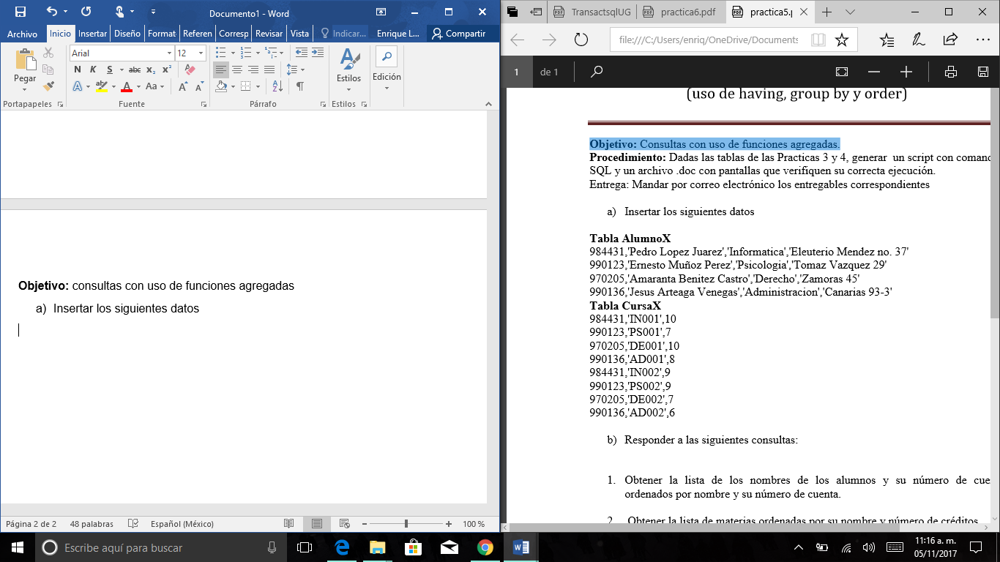 Documento1 - Word
Archivo Inicio Insertar Diseño Format Referen Corresp Revisar Vista Indicar... Enrique L... Compartir
Pegar
Arial 12
N K S abc x₂ x²
A aby A Aa A A
Estilos
Edición
Portapapeles Fuente Párrafo Estilos
Objetivo: consultas con uso de funciones agregadas
a) Insertar los siguientes datos
Página 2 de 2 48 palabras Español (México) 100 %
TransactsqlUG practica6.pdf practica5.p
file:///C:/Users/enriq/OneDrive/Documents
1 de 1
(uso de having, group by y order)
Objetivo: Consultas con uso de funciones agregadas.
Procedimiento: Dadas las tablas de las Practicas 3 y 4, generar un script con comand
SQL y un archivo .doc con pantallas que verifiquen su correcta ejecución.
Entrega: Mandar por correo electrónico los entregables correspondientes
a) Insertar los siguientes datos
Tabla AlumnoX
984431,'Pedro Lopez Juarez','Informatica','Eleuterio Mendez no. 37'
990123,'Ernesto Muñoz Perez','Psicologia','Tomaz Vazquez 29'
970205,'Amaranta Benitez Castro','Derecho','Zamoras 45'
990136,'Jesus Arteaga Venegas','Administracion','Canarias 93-3'
Tabla CursaX
984431,'IN001',10
990123,'PS001',7
970205,'DE001',10
990136,'AD001',8
984431,'IN002',9
990123,'PS002',9
970205,'DE002',7
990136,'AD002',6
b) Responder a las siguientes consultas:
1. Obtener la lista de los nombres de los alumnos y su número de cue
ordenados por nombre y su número de cuenta.
2. Obtener la lista de materias ordenadas por su nombre y número de créditos
Escribe aquí para buscar
11:16 a. m.
05/11/2017